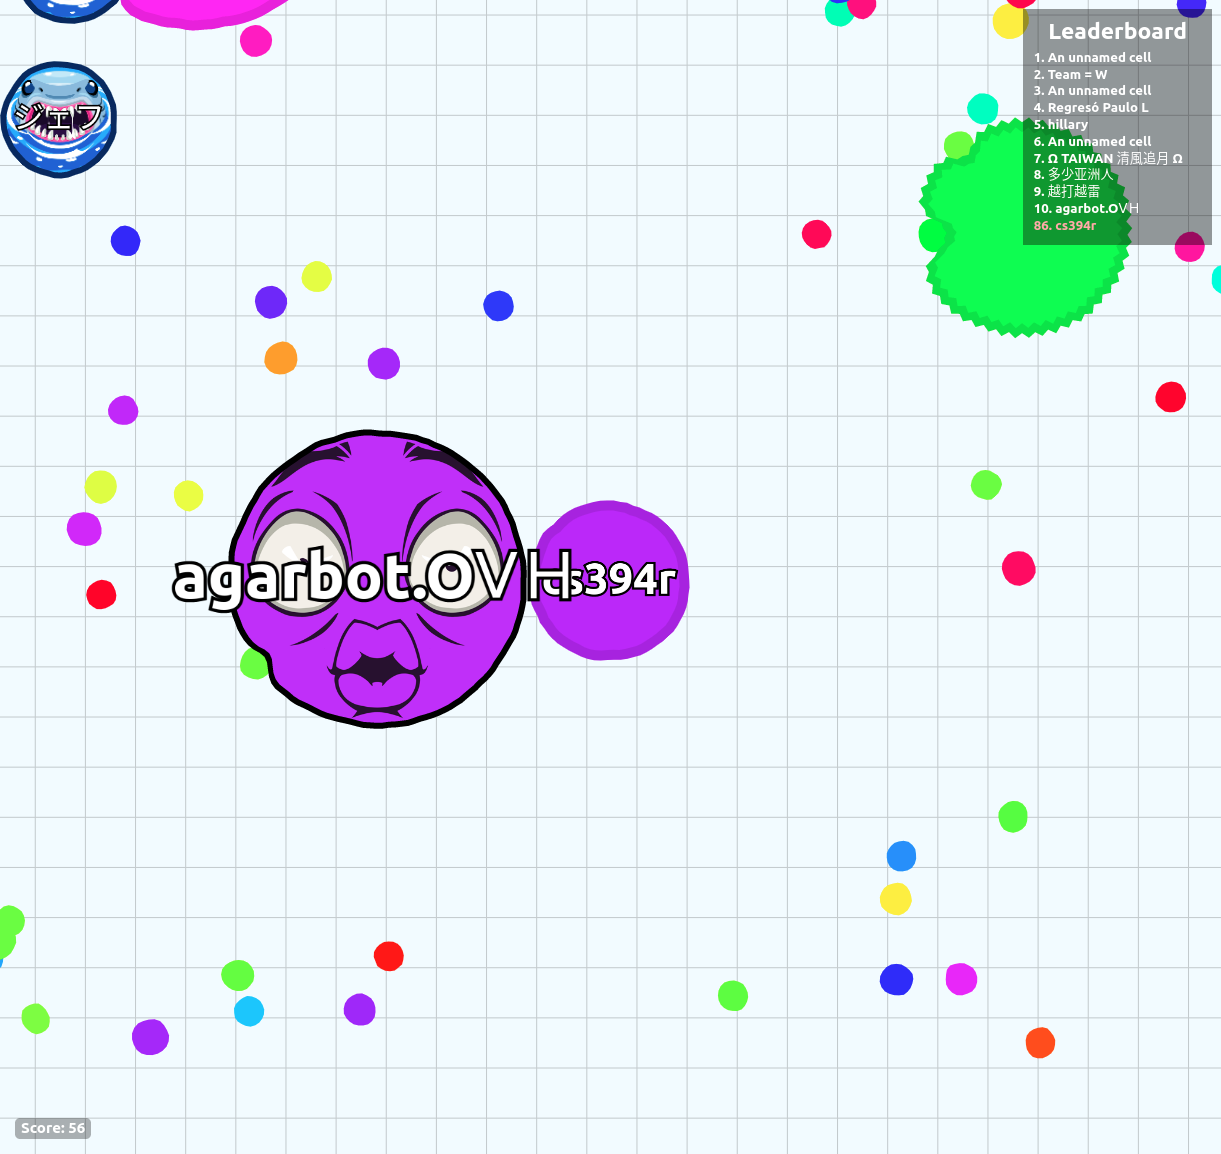 Leaderboard
1. An unnamed cell
2. Team = W
3. An unnamed cell
4. Regresó Paulo L
5. hillary
6. An unnamed cell
7. Ω TAIWAN 清風追月 Ω
8. 多少亚洲人
9. 越打越雷
10. agarbot.OVH
86. cs394r
ジェフ
agarbot.OVH
cs394r
Score: 56